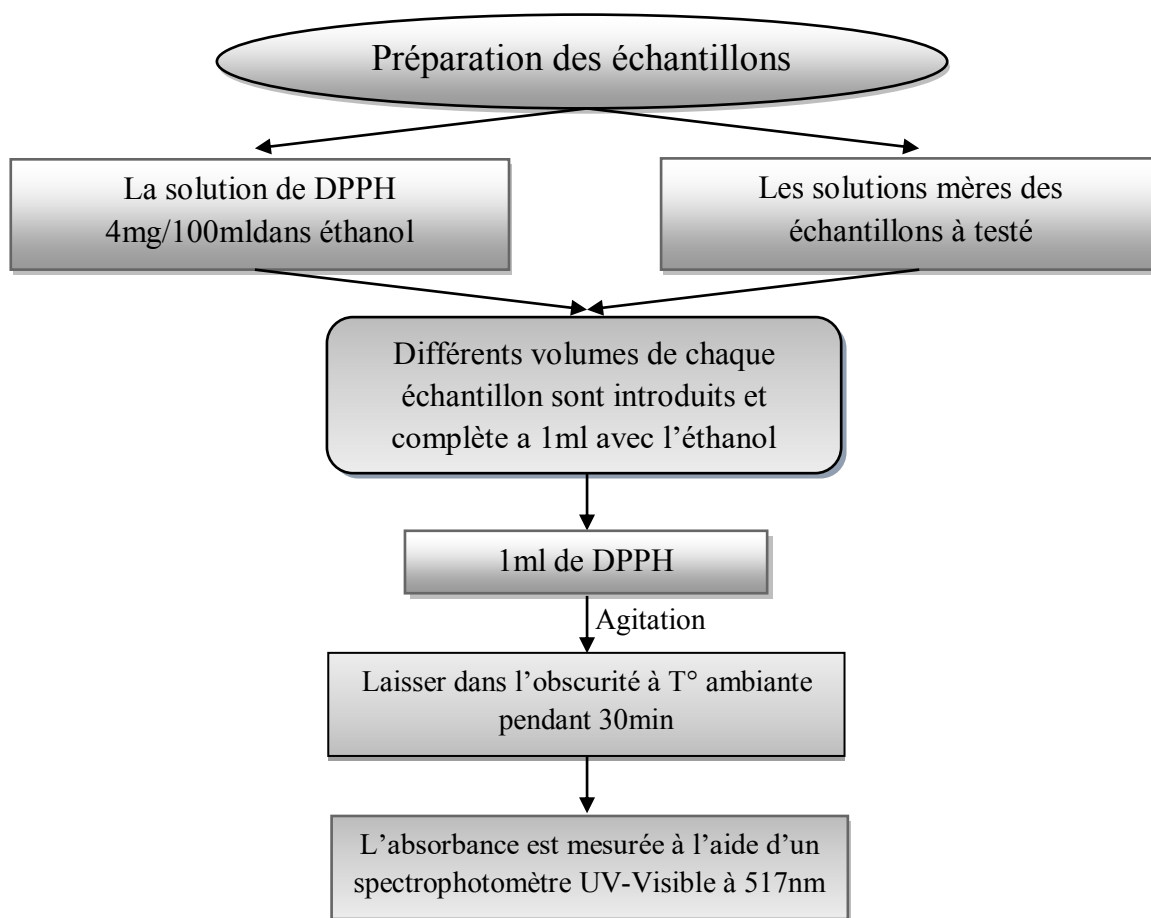 Préparation des échantillons
La solution de DPPH
4mg/100mldans éthanol
Les solutions mères des
échantillons à testé
Différents volumes de chaque
échantillon sont introduits et
complète a 1ml avec l’éthanol
1ml de DPPH
Agitation
Laisser dans l’obscurité à T° ambiante
pendant 30min
L’absorbance est mesurée à l’aide d’un
spectrophotomètre UV-Visible à 517nm